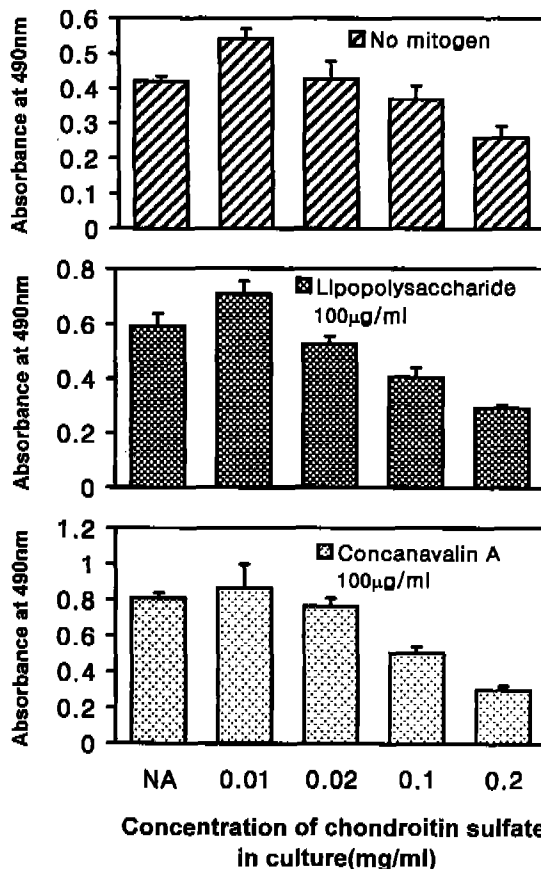 Absorbance at 490nm
0.6
0.5
0.4
0.3
0.2
0.1
0
No mitogen
Absorbance at 490nm
0.8
0.6
0.4
0.2
0
Lipopolysaccharide
100µg/ml
Absorbance at 490nm
1.2
1
0.8
0.6
0.4
0.2
0
Concanavalin A
100µg/ml
NA 0.01 0.02 0.1 0.2
Concentration of chondroitin sulfate
in culture(mg/ml)